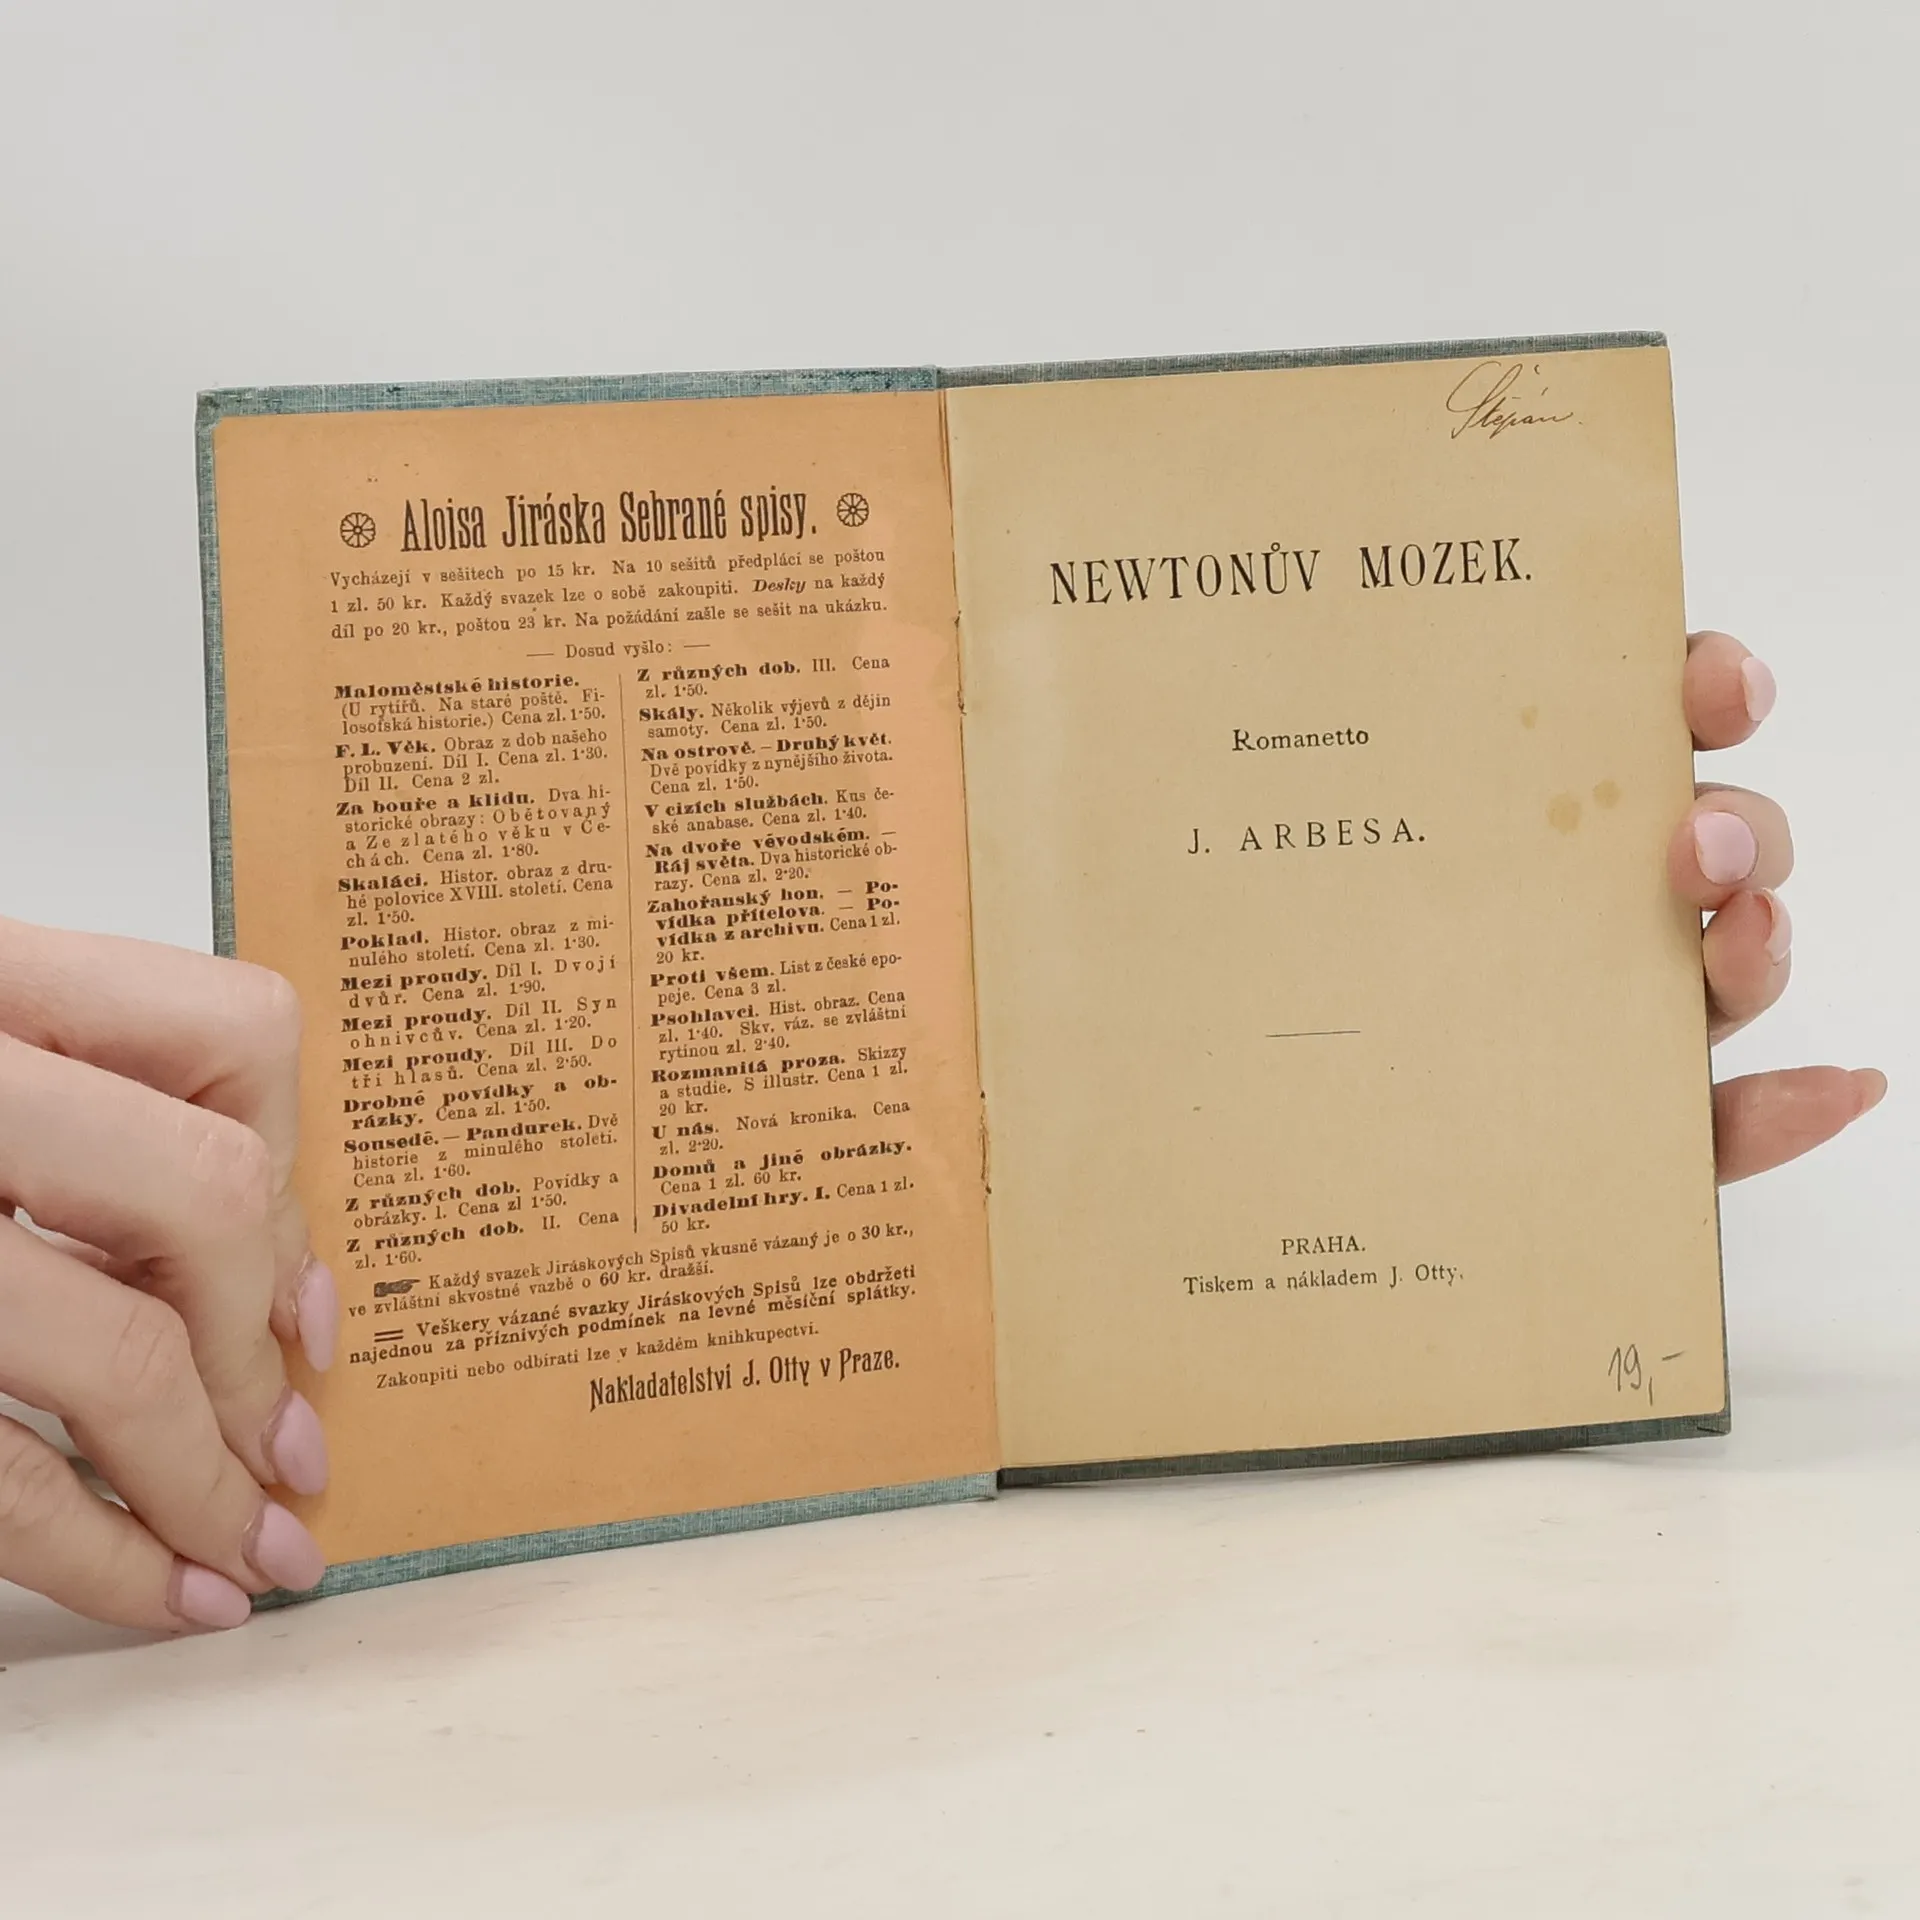 Aloisa Jiráska Sebrané spisy.
Vycházejí v sešitech po 15 kr. Na 10 sešitů předplácí se poštou
1 zl. 50 kr. Každý svazek lze o sobě zakoupiti. Desky na každý
díl po 20 kr., poštou 23 kr. Na požádání zašle se sešit na ukázku.
— Dosud vyšlo: —
Maloměstské historie.
(U rytířů. Na staré poště. Fi-
losofská historie.) Cena zl. 1·50.
F. L. Věk. Obraz z dob našeho
probuzení. Díl I. Cena zl. 1·30.
Díl II. Cena 2 zl.
Za bouře a klidu. Dva hi-
storické obrazy: Obětovaný
a Ze zlatého věku v Če-
chách. Cena zl. 1·80.
Skaláci. Histor. obraz z dru-
hé polovice XVIII. století. Cena
zl. 1·50.
Poklad. Histor. obraz z mi-
nulého století. Cena zl. 1·30.
Mezi proudy. Díl I. Dvojí
dvůr. Cena zl. 1·90.
Mezi proudy. Díl II. Syn
ohnivcův. Cena zl. 1·20.
Mezi proudy. Díl III. Do
tří hlasů. Cena zl. 2·50.
Drobné povídky a ob-
rázky. Cena zl. 1·50.
Sousedé. — Pandurek. Dvě
historie z minulého století.
Cena zl. 1·60.
Z různých dob. Povídky a
obrázky. I. Cena zl 1·50.
Z různých dob. II. Cena
zl. 1·60.
Z různých dob. III. Cena
zl. 1·50.
Skály. Několik výjevů z dějin
samoty. Cena zl. 1·50.
Na ostrově. — Druhý květ.
Dvě povídky z nynějšího života.
Cena zl. 1·50.
V cizích službách. Kus če-
ské anabase. Cena zl. 1·40.
Na dvoře vévodském. —
Ráj světa. Dva historické ob-
razy. Cena zl. 2·20.
Zahořanský hon. — Po-
vídka přítelova. — Po-
vídka z archivu. Cena 1 zl.
20 kr.
Proti všem. List z české epo-
peje. Cena 3 zl.
Psohlavci. Hist. obraz. Cena
zl. 1·40. Skv. váz. se zvláštní
rytinou zl. 2·40.
Rozmanitá proza. Skizzy
a studie. S illustr. Cena 1 zl.
20 kr.
U nás. Nová kronika. Cena
zl. 2·20.
Domů a jiné obrázky.
Cena 1 zl. 60 kr.
Divadelní hry. I. Cena 1 zl.
50 kr.
Každý svazek Jiráskových Spisů vkusně vázaný je o 30 kr.,
ve zvláštní skvostné vazbě o 60 kr. dražší.
Veškery vázané svazky Jiráskových Spisů lze obdržeti
najednou za příznivých podmínek na levné měsíční splátky.
Zakoupiti nebo odbírati lze v každém knihkupectví.
Nakladatelství J. Otty v Praze.
Štěpán.
NEWTONŮV MOZEK.
Romanetto
J. ARBESA.
PRAHA.
Tiskem a nákladem J. Otty.
19,-